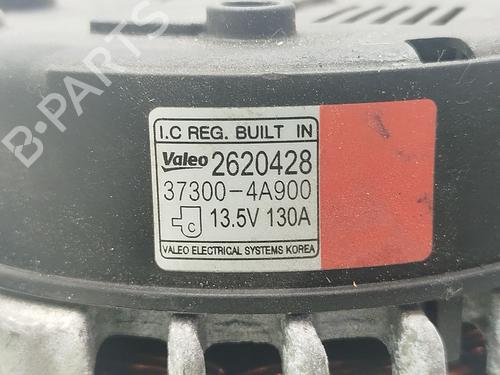 B-PARTS
I.C REG. BUILT IN
Valeo 2620428
37300-4A900
C 13.5V 130A
VALEO ELECTRICAL SYSTEMS KOREA